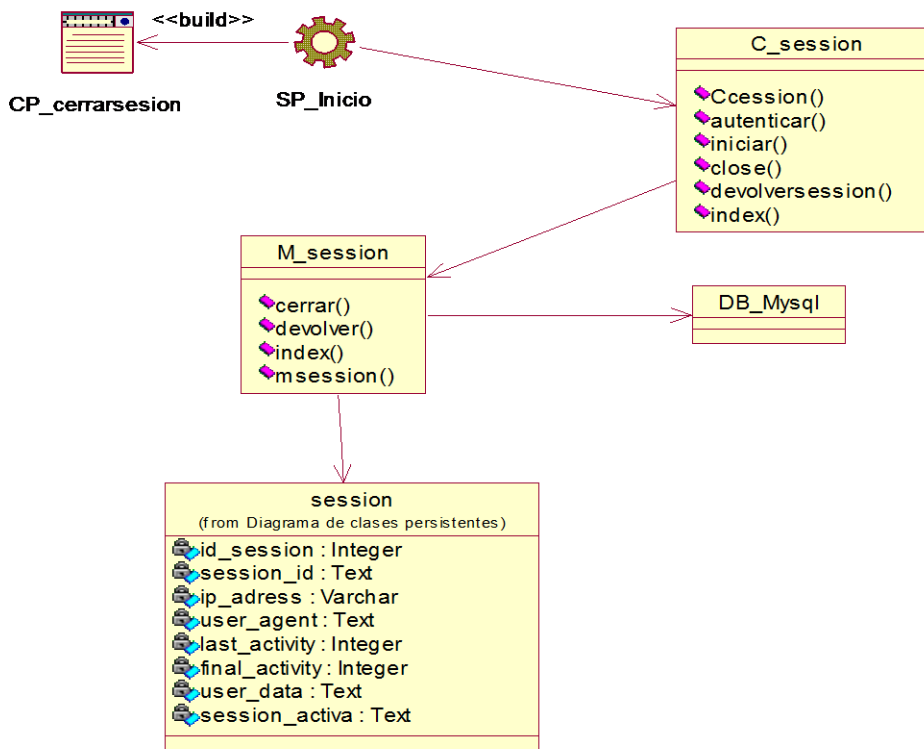 <<build>>
CP_cerrarsesion
SP_Inicio
C_session
Ccession()
autenticar()
iniciar()
close()
devolversession()
index()
M_session
cerrar()
devolver()
index()
msession()
DB_Mysql
session
(from Diagrama de clases persistentes)
id_session : Integer
session_id : Text
ip_adress : Varchar
user_agent : Text
last_activity : Integer
final_activity : Integer
user_data : Text
session_activa : Text